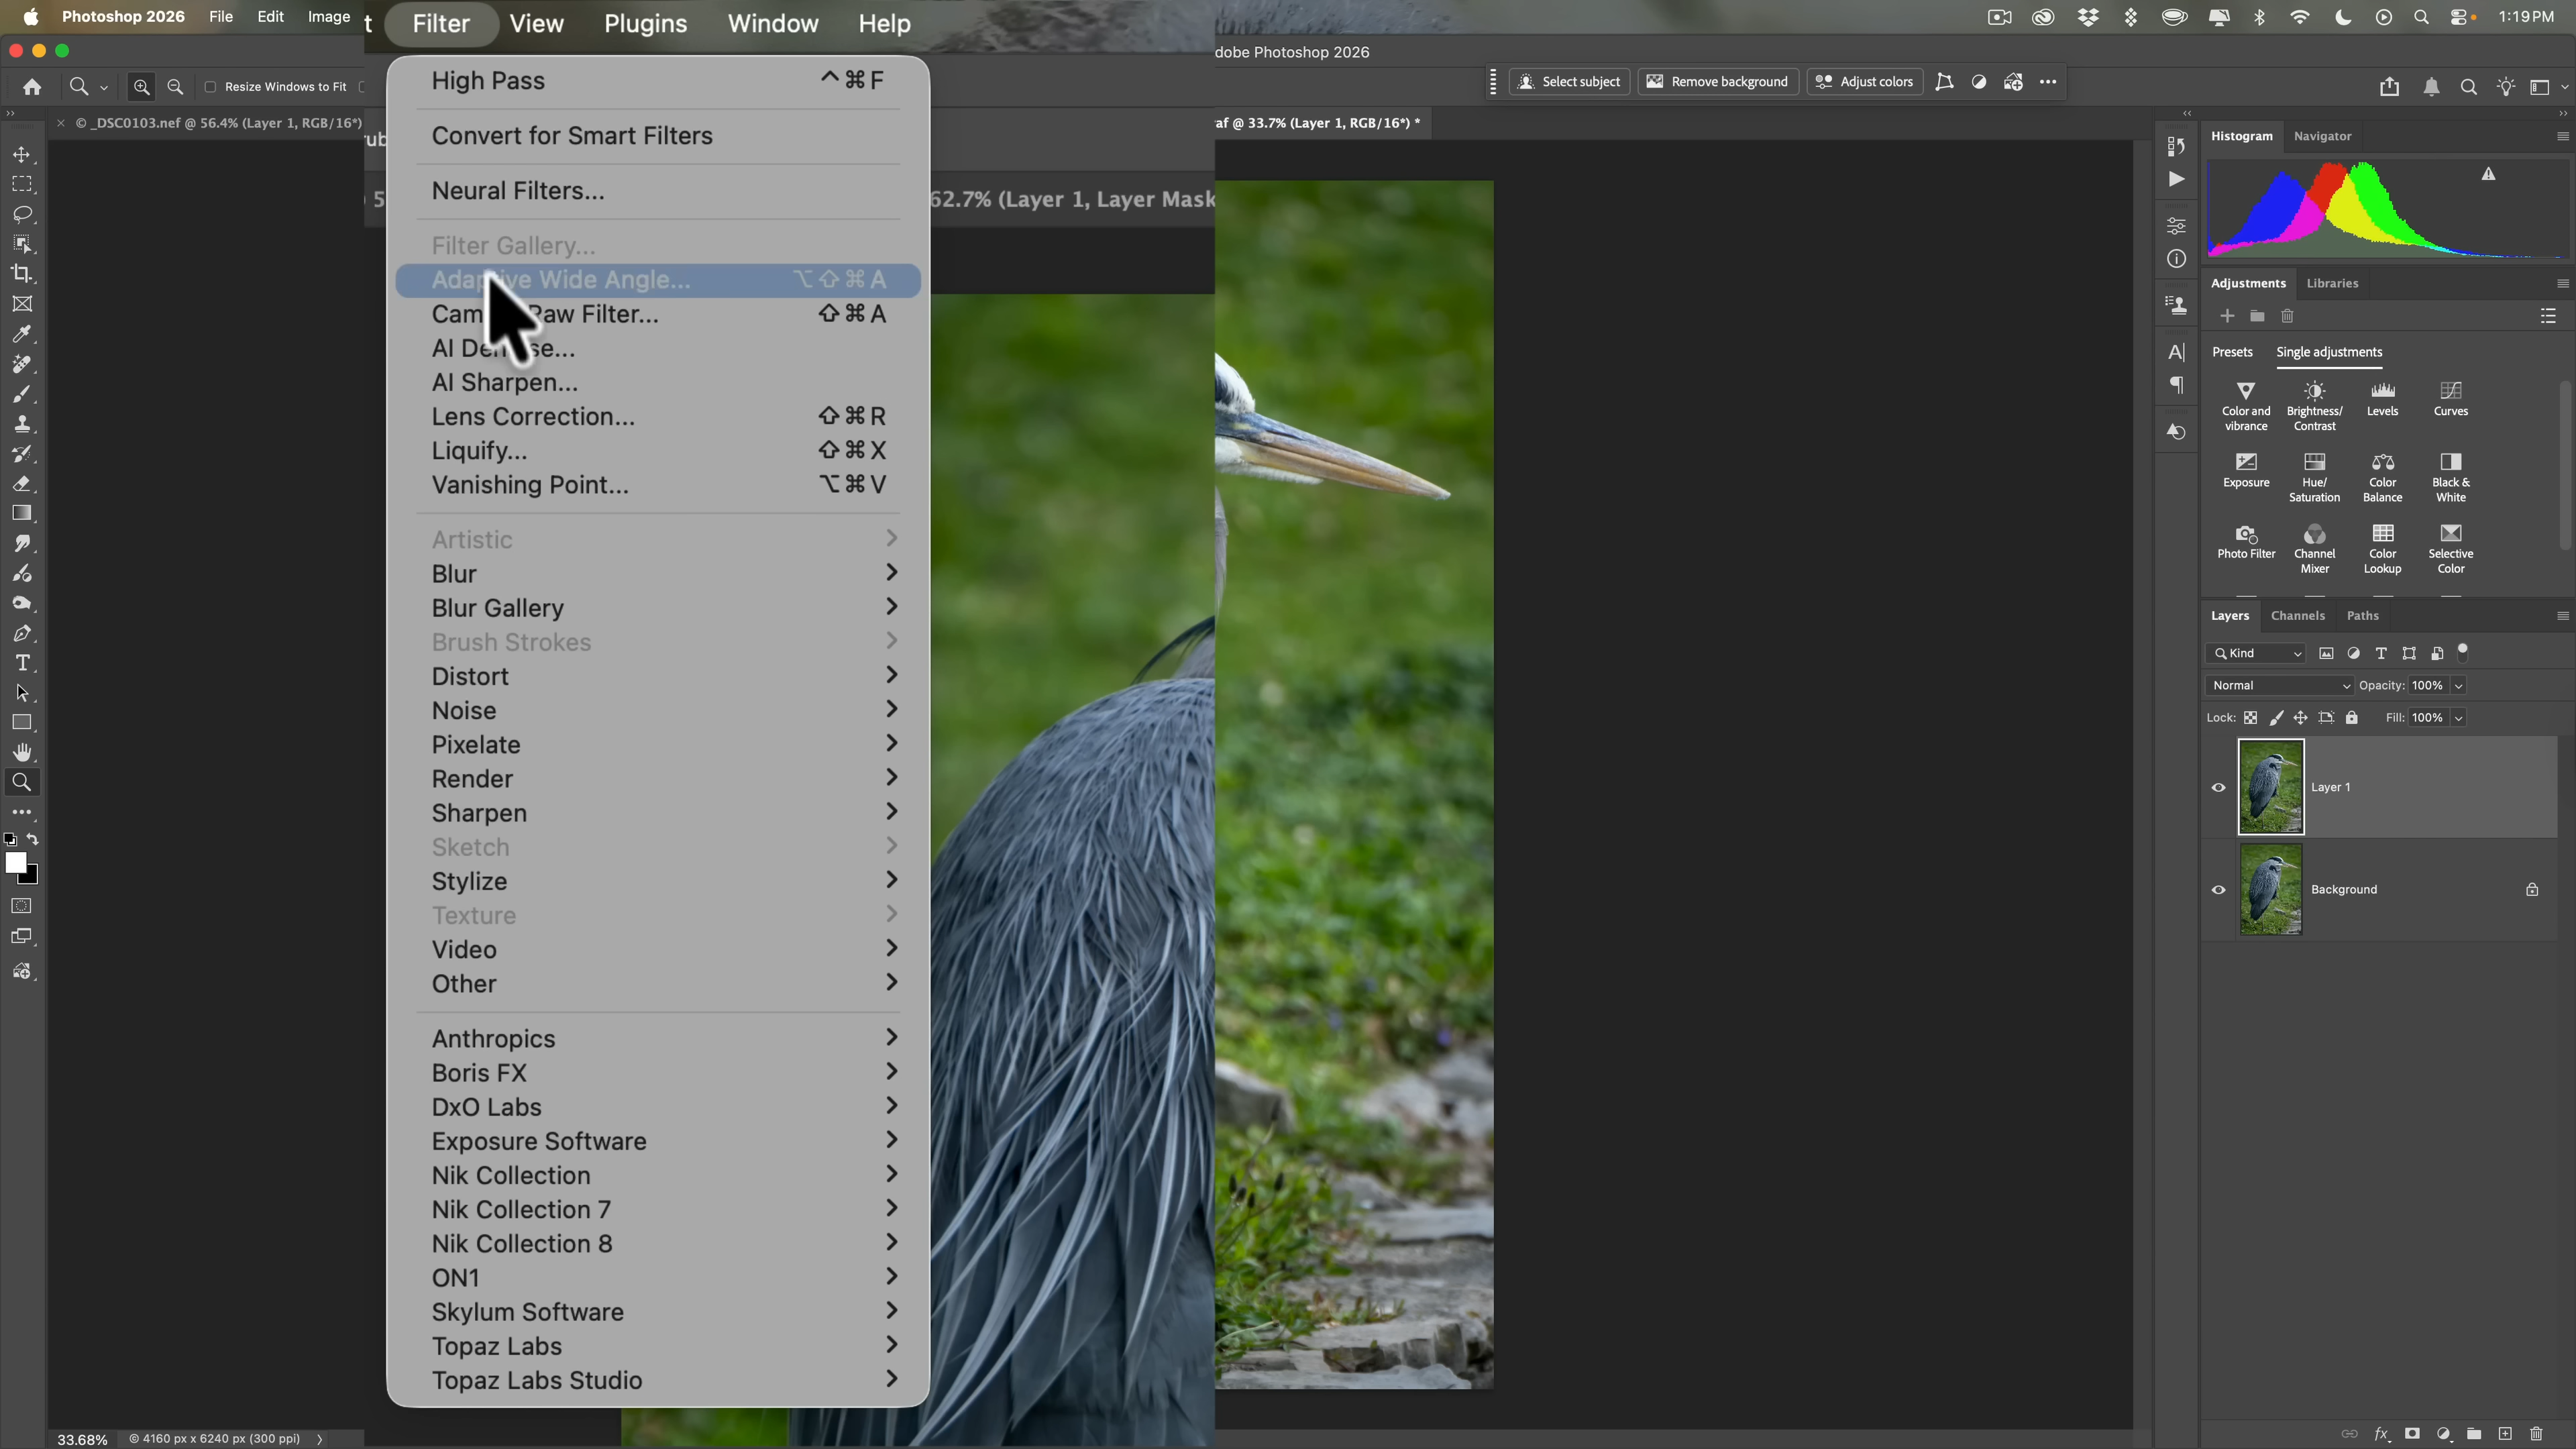 Photoshop 2026 File Edit Image
Filter View Plugins Window Help
1:19 PM
dobe Photoshop 2026
Resize Windows to Fit
Select subject
Remove background
Adjust colors
© _DSC0103.nef @ 56.4% (Layer 1, RGB/16*)
af @ 33.7% (Layer 1, RGB/16*) *
62.7% (Layer 1, Layer Mask
High Pass ⌃⌘F
Convert for Smart Filters
Neural Filters...
Filter Gallery...
Adaptive Wide Angle... ⌥⇧⌘A
Raw Filter... ⇧⌘A
AI
AI Sharpen...
Lens Correction... ⇧⌘R
Liquify... ⇧⌘X
Vanishing Point... ⌥⌘V
Artistic
Blur
Blur Gallery
Brush Strokes
Distort
Noise
Pixelate
Render
Sharpen
Sketch
Stylize
Texture
Video
Other
Anthropics
Boris FX
DxO Labs
Exposure Software
Nik Collection
Nik Collection 7
Nik Collection 8
ON1
Skylum Software
Topaz Labs
Topaz Labs Studio
33.68% © 4160 px x 6240 px (300 ppi)
Histogram Navigator
Adjustments Libraries
Presets Single adjustments
Color and vibrance
Brightness/ Contrast
Levels
Curves
Exposure
Hue/ Saturation
Color Balance
Black & White
Photo Filter
Channel Mixer
Color Lookup
Selective Color
Layers Channels Paths
Kind
Normal Opacity: 100%
Lock: Fill: 100%
Layer 1
Background